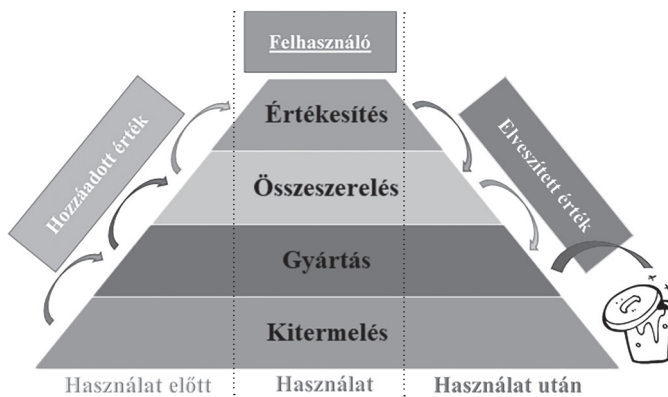 Felhasználó
Hozzáadott érték
Elveszített érték
Értékesítés
Összeszerelés
Gyártás
Kitermelés
Használat előtt
Használat
Használat után